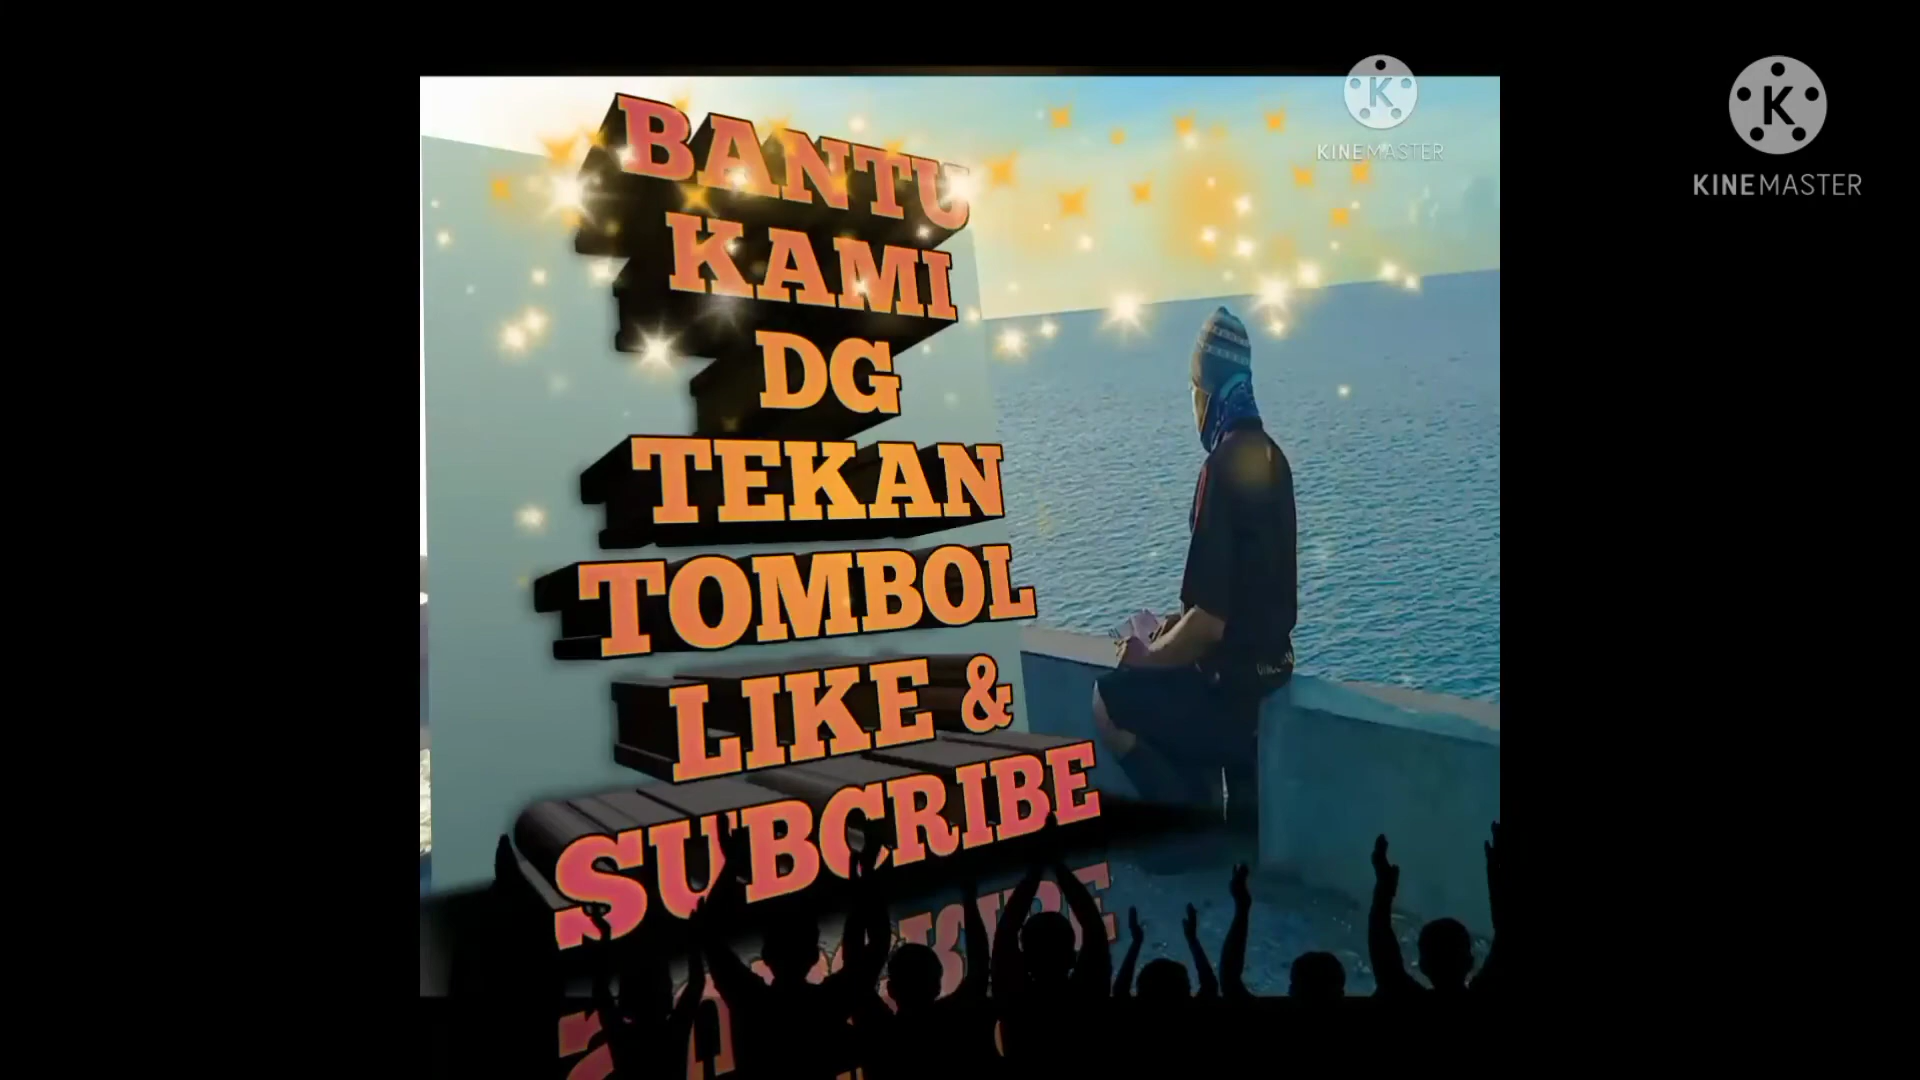 BANTU
KAMI
DG
TEKAN
TOMBOL
LIKE &
SUBCRIBE
K
KINEMASTER
K
KINEMASTER